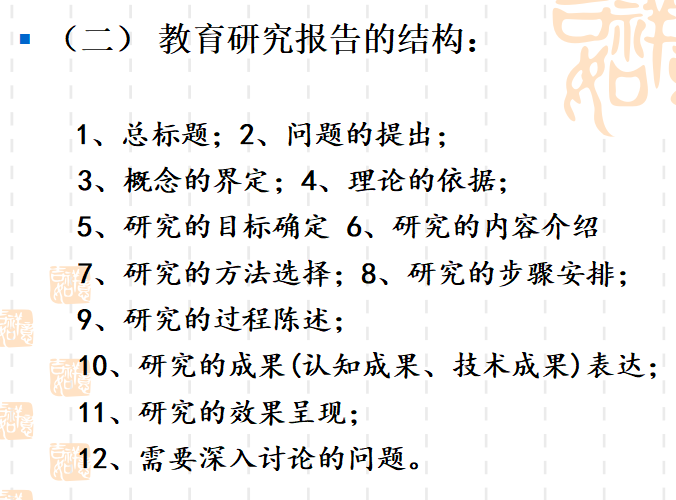 （二） 教育研究报告的结构：
1、总标题；2、问题的提出；
3、概念的界定；4、理论的依据；
5、研究的目标确定 6、研究的内容介绍
7、研究的方法选择；8、研究的步骤安排；
9、研究的过程陈述；
10、研究的成果(认知成果、技术成果)表达；
11、研究的效果呈现；
12、需要深入讨论的问题。